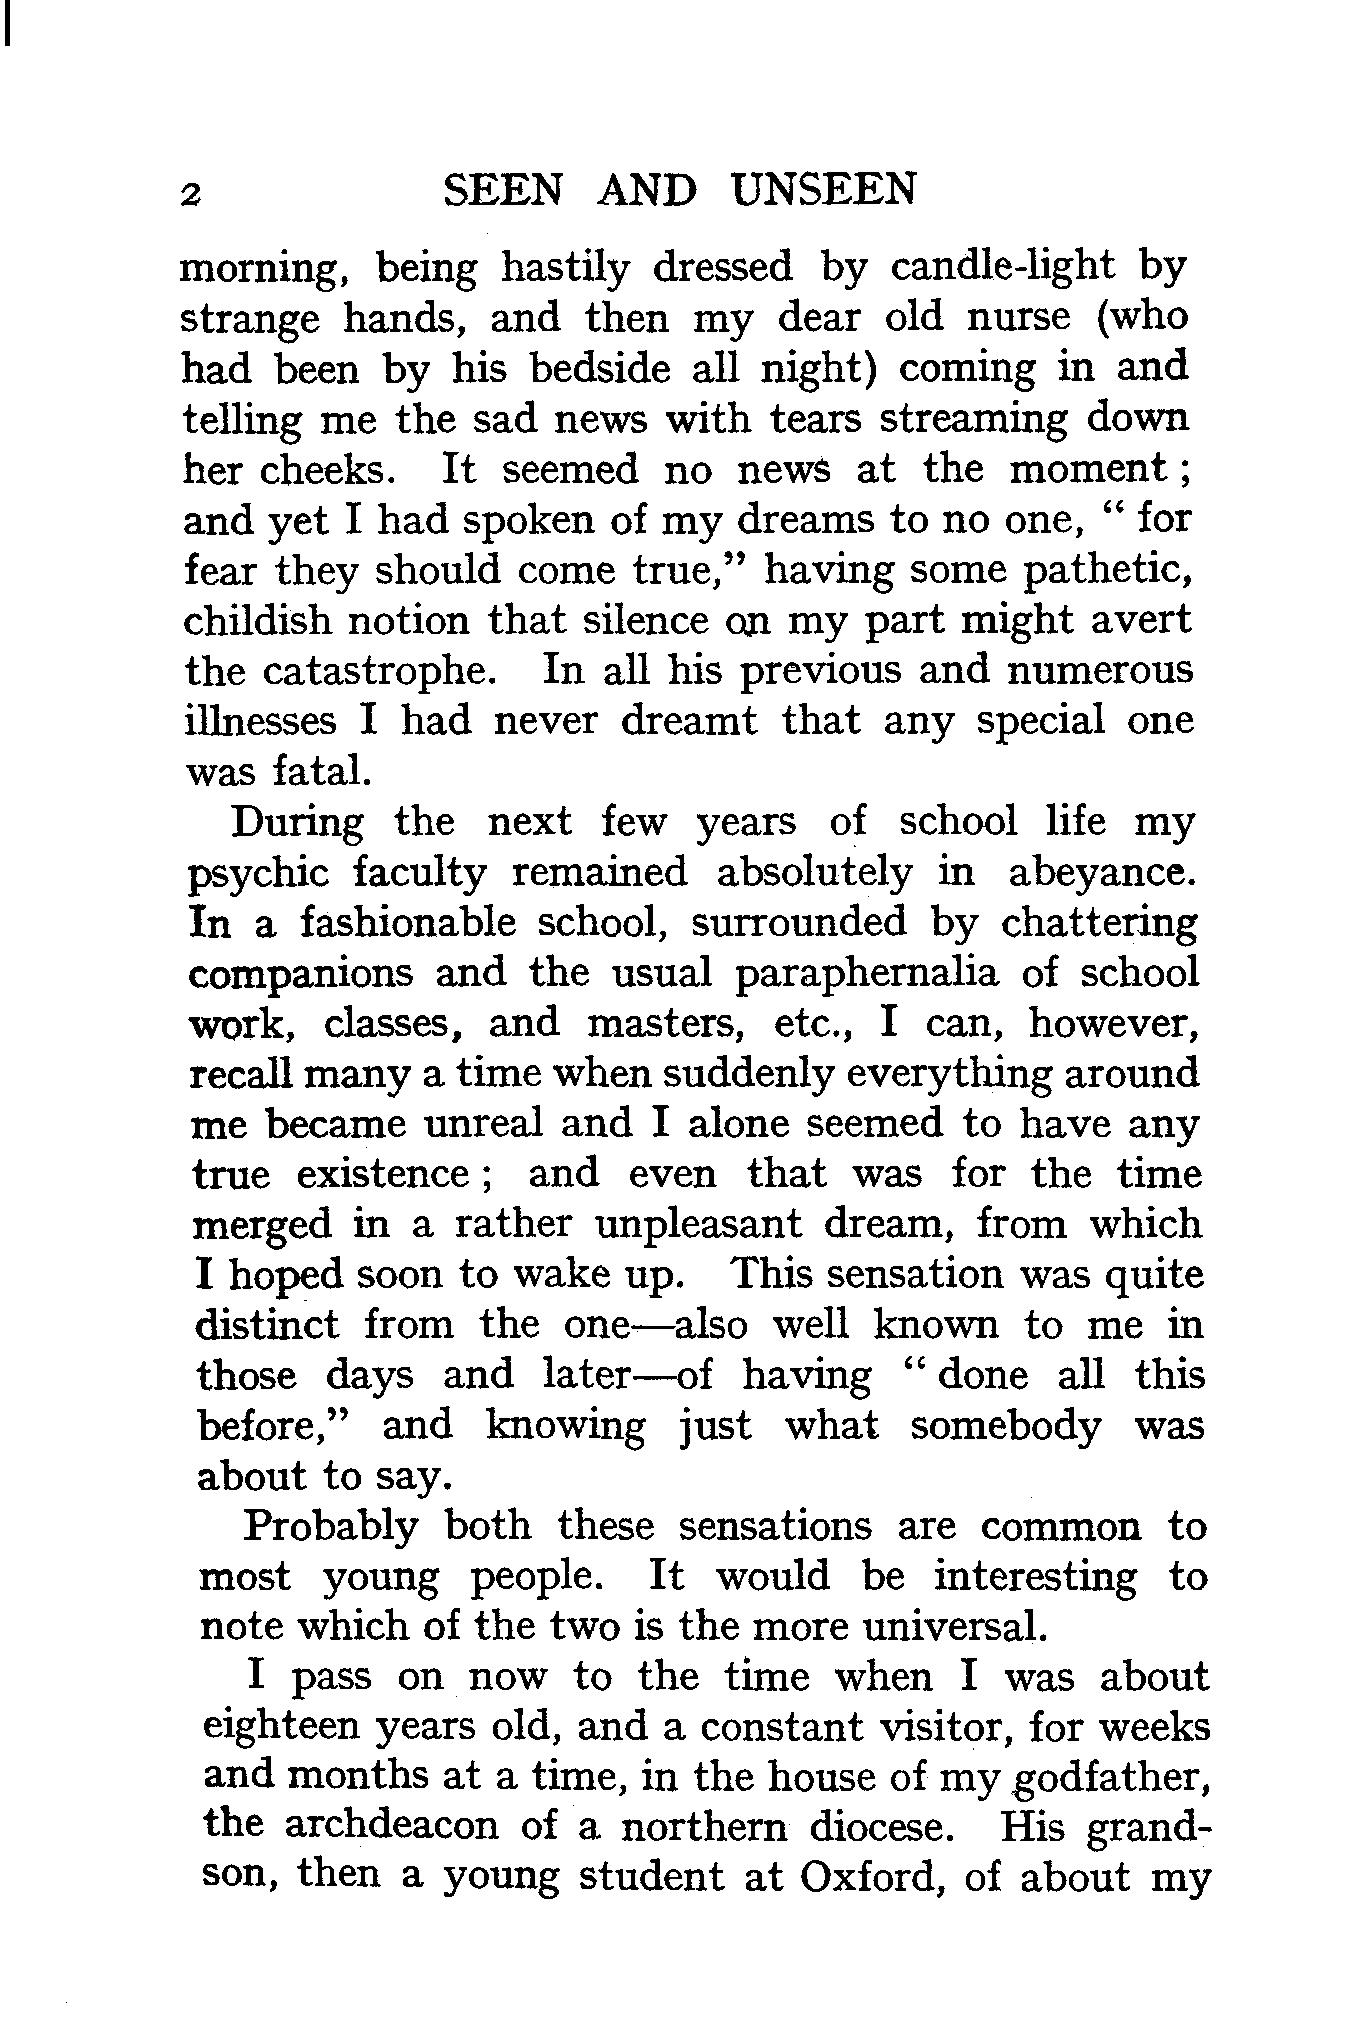 2 SEEN AND UNSEEN
morning, being hastily dressed by candle-light by
strange hands, and then my dear old nurse (who
had been by his bedside all night) coming in and
telling me the sad news with tears streaming down
her cheeks. It seemed no news at the moment ;
and yet I had spoken of my dreams to no one, “ for
fear they should come true,” having some pathetic,
childish notion that silence on my part might avert
the catastrophe. In all his previous and numerous
illnesses I had never dreamt that any special one
was fatal.
During the next few years of school life my
psychic faculty remained absolutely in abeyance.
In a fashionable school, surrounded by chattering
companions and the usual paraphernalia of school
work, classes, and masters, etc., I can, however,
recall many a time when suddenly everything around
me became unreal and I alone seemed to have any
true existence ; and even that was for the time
merged in a rather unpleasant dream, from which
I hoped soon to wake up. This sensation was quite
distinct from the one—also well known to me in
those days and later—of having “ done all this
before,” and knowing just what somebody was
about to say.
Probably both these sensations are common to
most young people. It would be interesting to
note which of the two is the more universal.
I pass on now to the time when I was about
eighteen years old, and a constant visitor, for weeks
and months at a time, in the house of my godfather,
the archdeacon of a northern diocese. His grand-
son, then a young student at Oxford, of about my